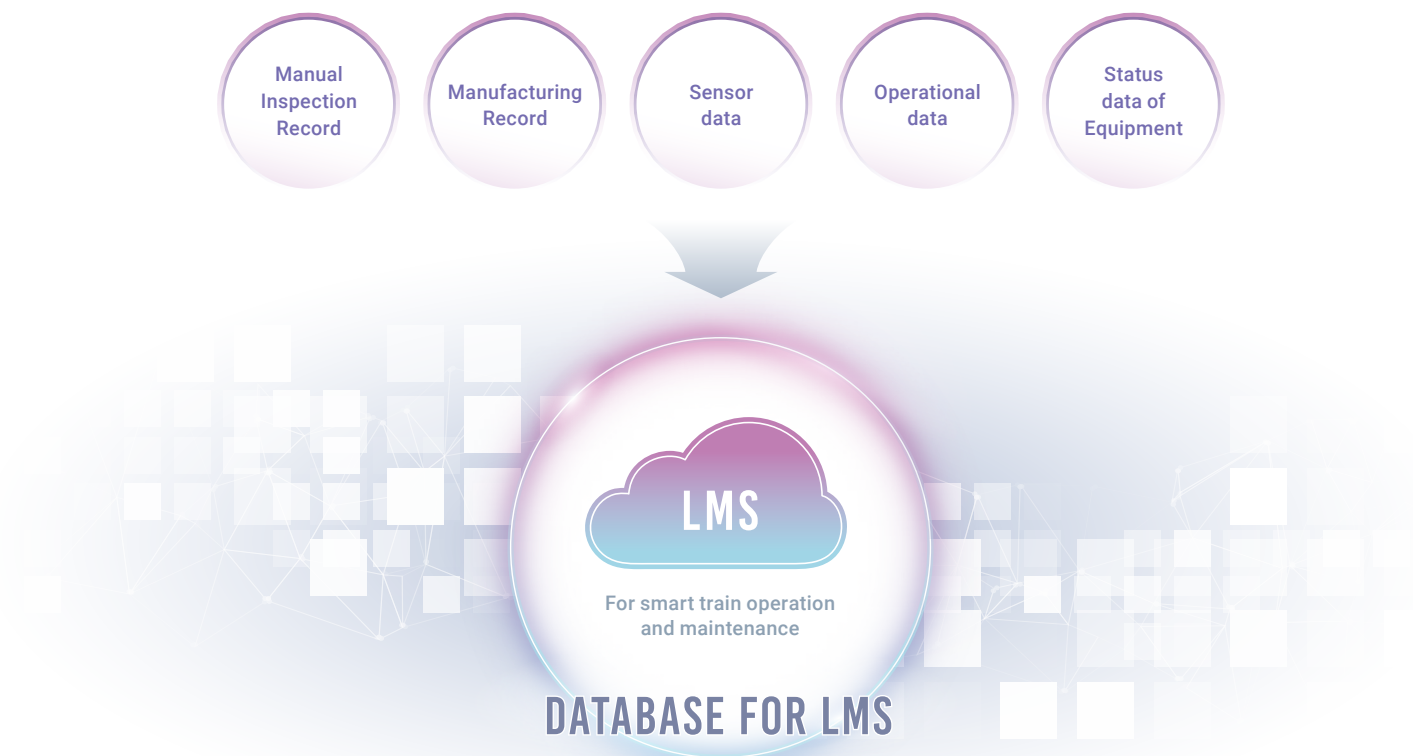 Manual
Inspection
Record
Manufacturing
Record
Sensor
data
Operational
data
Status
data of
Equipment
LMS
For smart train operation
and maintenance
DATABASE FOR LMS